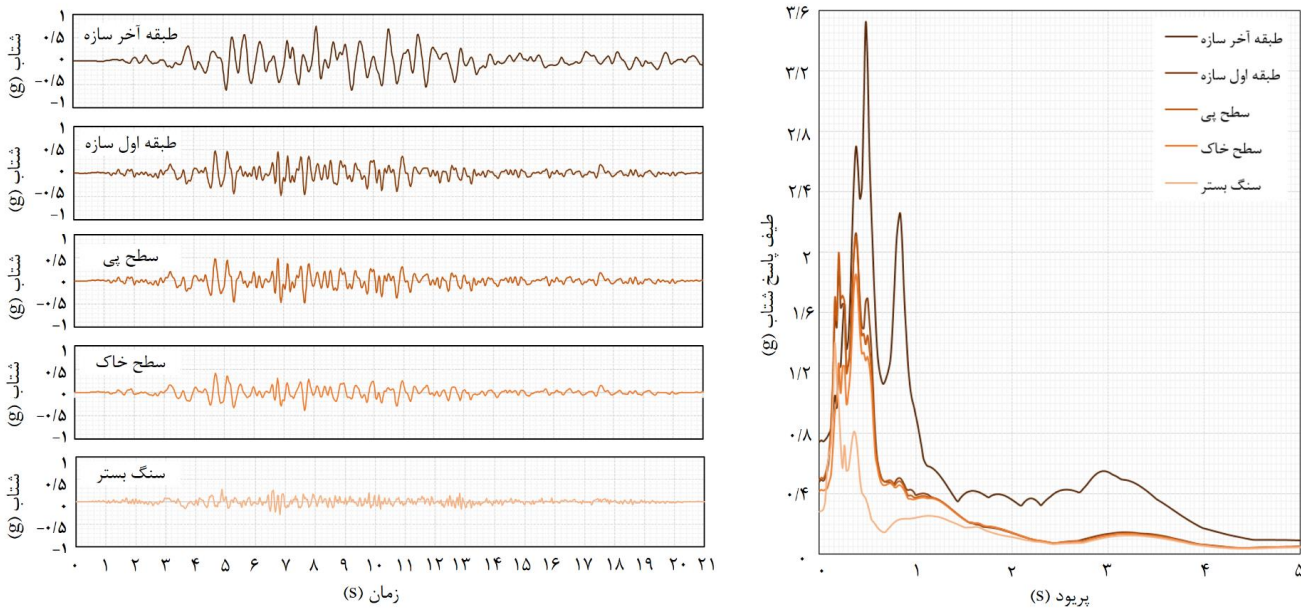 طبقه آخر سازه
شتاب (g)
۱
۰/۵
۰
-۰/۵
-۱
طبقه اول سازه
شتاب (g)
۱
۰/۵
۰
-۰/۵
-۱
سطح پی
شتاب (g)
۱
۰/۵
۰
-۰/۵
-۱
سطح خاک
شتاب (g)
۱
۰/۵
۰
-۰/۵
-۱
سنگ بستر
شتاب (g)
۱
۰/۵
۰
-۰/۵
-۱
۰ ۱ ۲ ۳ ۴ ۵ ۶ ۷ ۸ ۹ ۱۰ ۱۱ ۱۲ ۱۳ ۱۴ ۱۵ ۱۶ ۱۷ ۱۸ ۱۹ ۲۰ ۲۱
زمان (s)
طیف پاسخ شتاب (g)
۳/۶
۳/۲
۲/۸
۲/۴
۲
۱/۶
۱/۲
۰/۸
۰/۴
۰
طبقه آخر سازه
طبقه اول سازه
سطح پی
سطح خاک
سنگ بستر
۰ ۱ ۲ ۳ ۴ ۵
پریود (s)